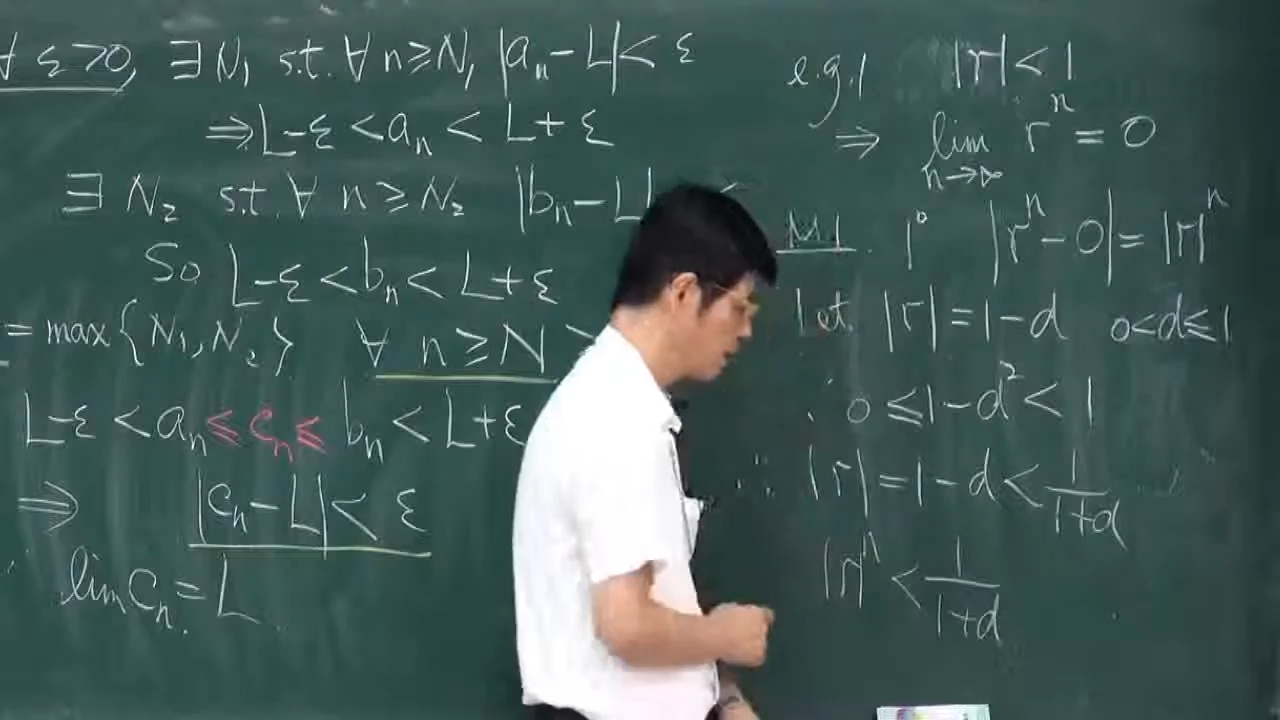 ∀ ε>0, ∃ N₁ s.t. ∀ n ≥ N₁ |aₙ-L| < ε
⇒ L-ε < aₙ < L+ε
∃ N₂ s.t. ∀ n ≥ N₂ |bₙ-L| <
So L-ε < bₙ < L+ε
= max{N₁, N₂} ∀ n ≥ N
L-ε < aₙ ≤ cₙ ≤ bₙ < L+ε
⇒ |cₙ-L| < ε
lim cₙ = L
e.g.1 |r| < 1
⇒ lim rⁿ = 0
n→∞
M.1 1° |rⁿ-0| = |r|ⁿ
Let |r| = 1-d 0<d≤1
∵ 0 ≤ 1-d² < 1
∴ |r| = 1-d < 1/(1+d)
|r|ⁿ < 1/(1+d)